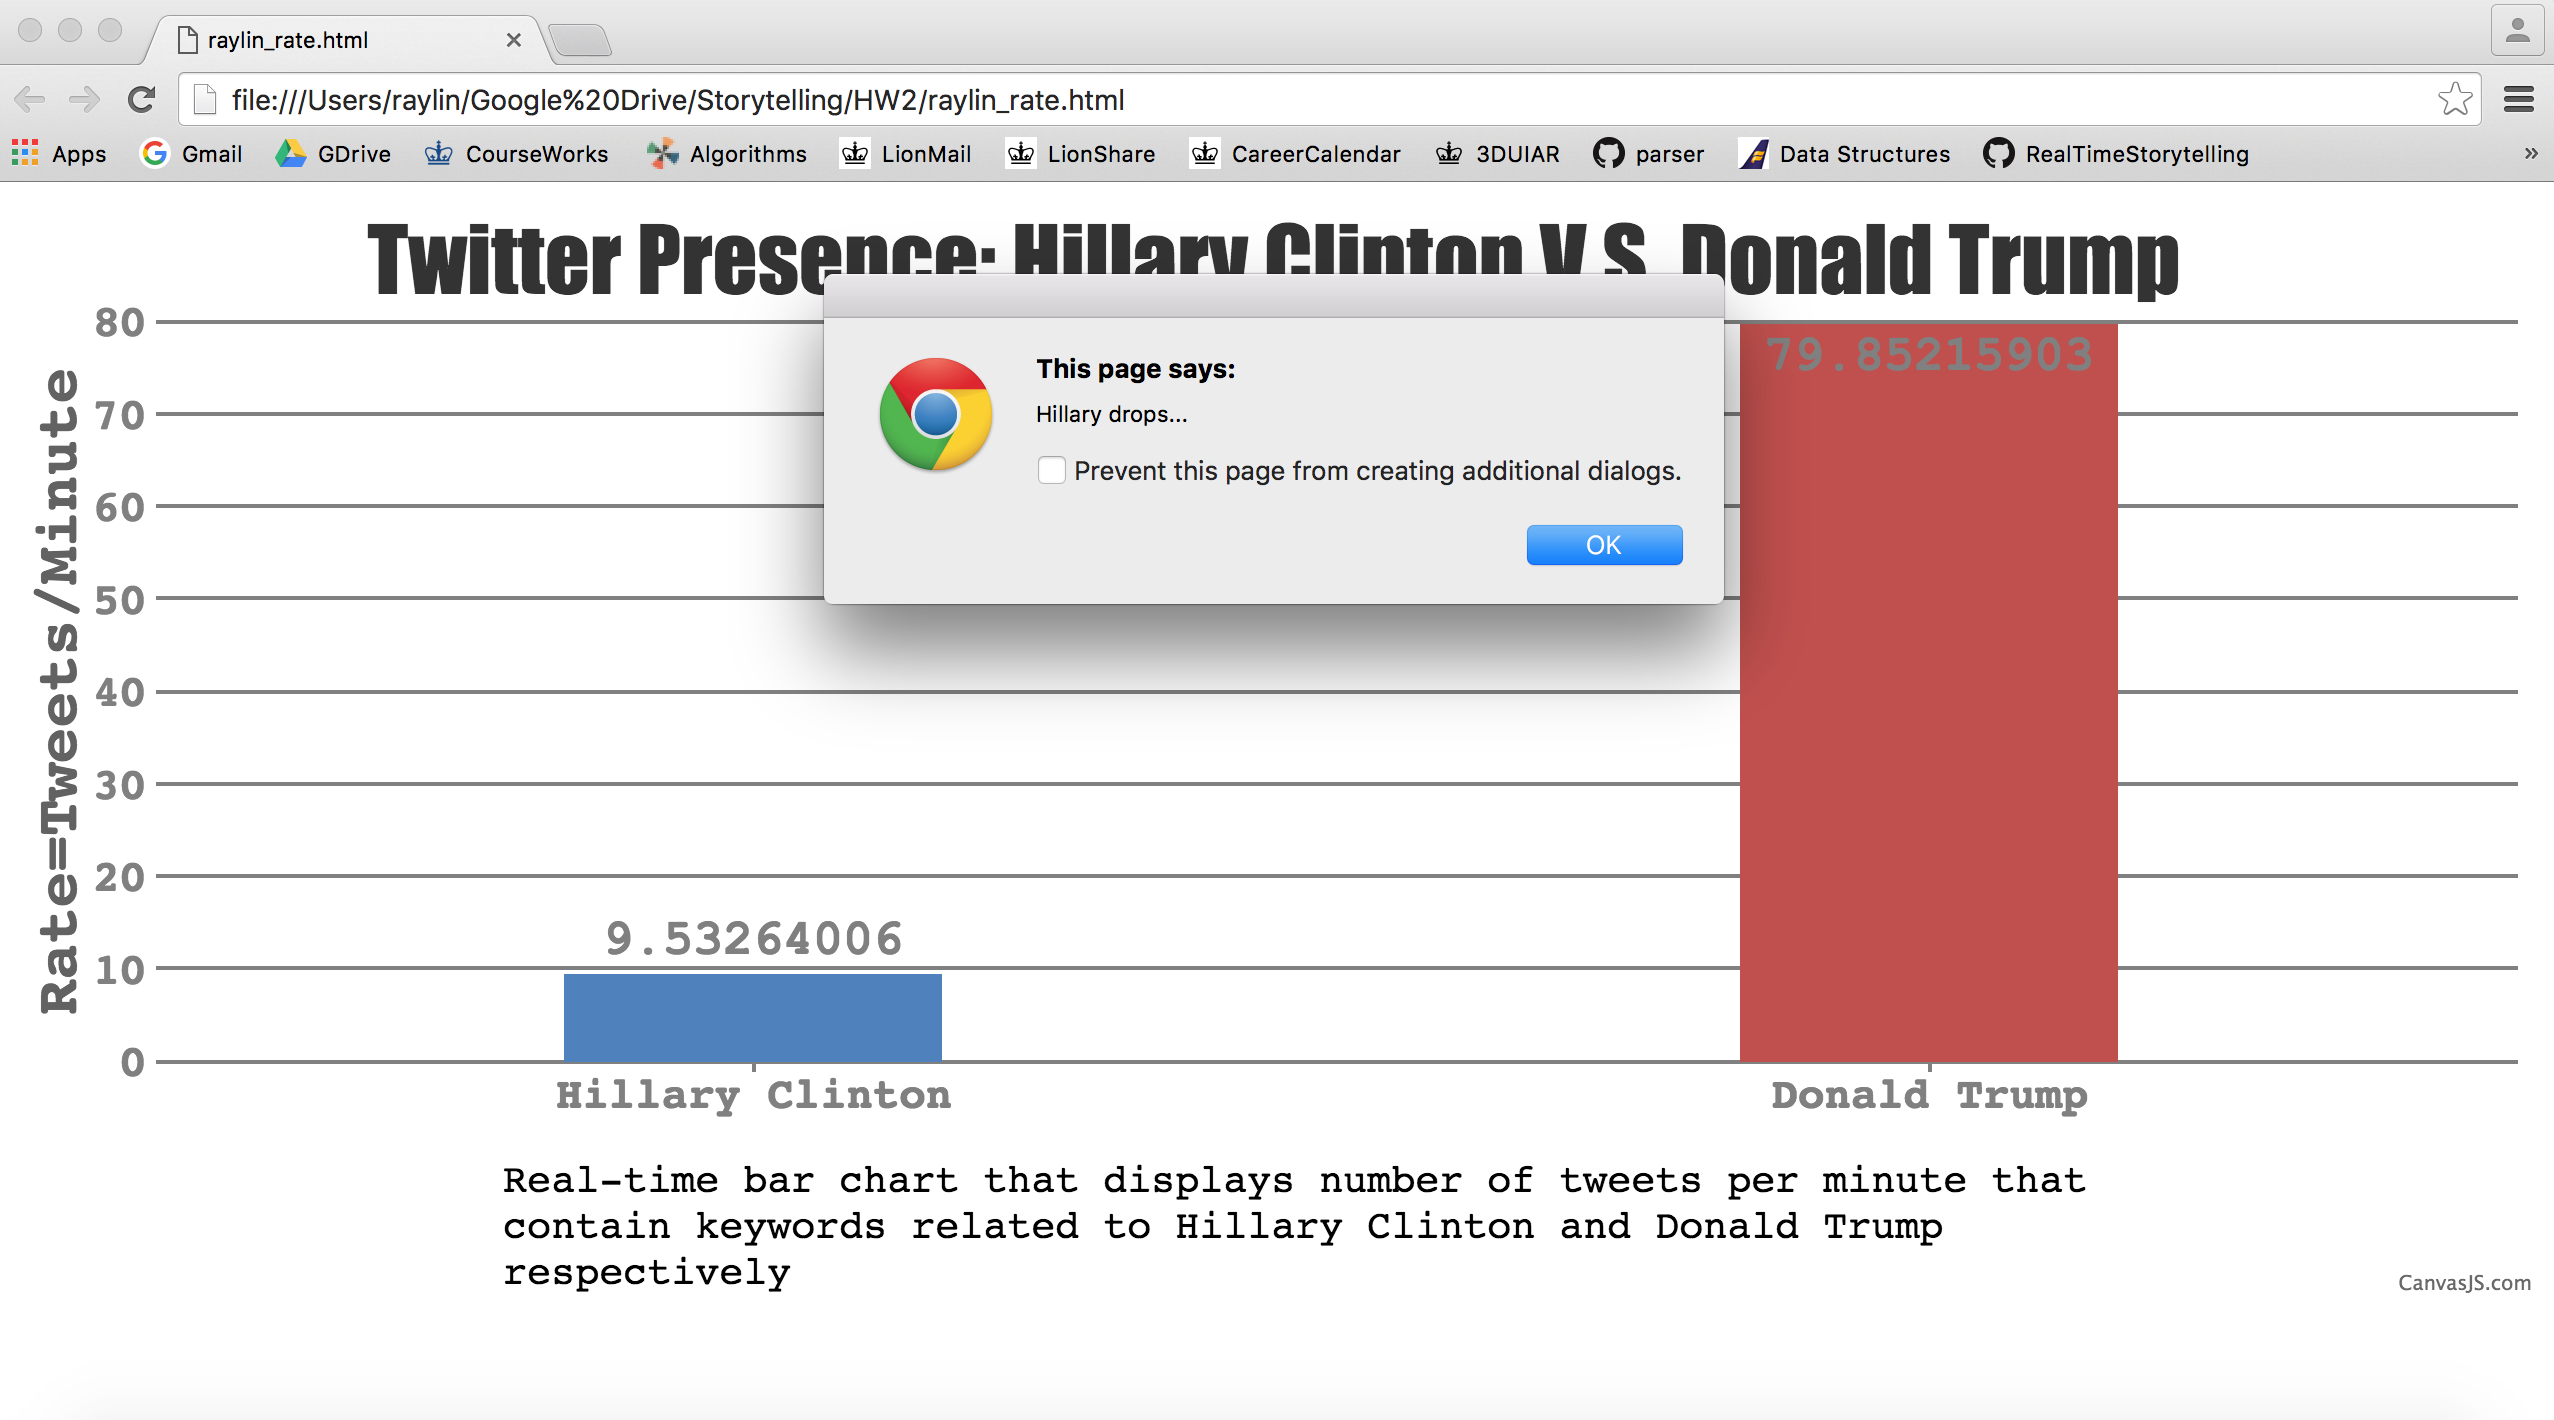 raylin_rate.html
file:///Users/raylin/Google%20Drive/Storytelling/HW2/raylin_rate.html
Apps Gmail GDrive CourseWorks Algorithms LionMail LionShare CareerCalendar 3DUIAR parser Data Structures RealTimeStorytelling »
Twitter Presence: Hillary Clinton V.S. Donald Trump
This page says:
Hillary drops...
Prevent this page from creating additional dialogs.
OK
Rate=Tweets/Minute
80
70
60
50
40
30
20
10
0
79.85215903
9.53264006
Hillary Clinton
Donald Trump
Real-time bar chart that displays number of tweets per minute that
contain keywords related to Hillary Clinton and Donald Trump
respectively
CanvasJS.com